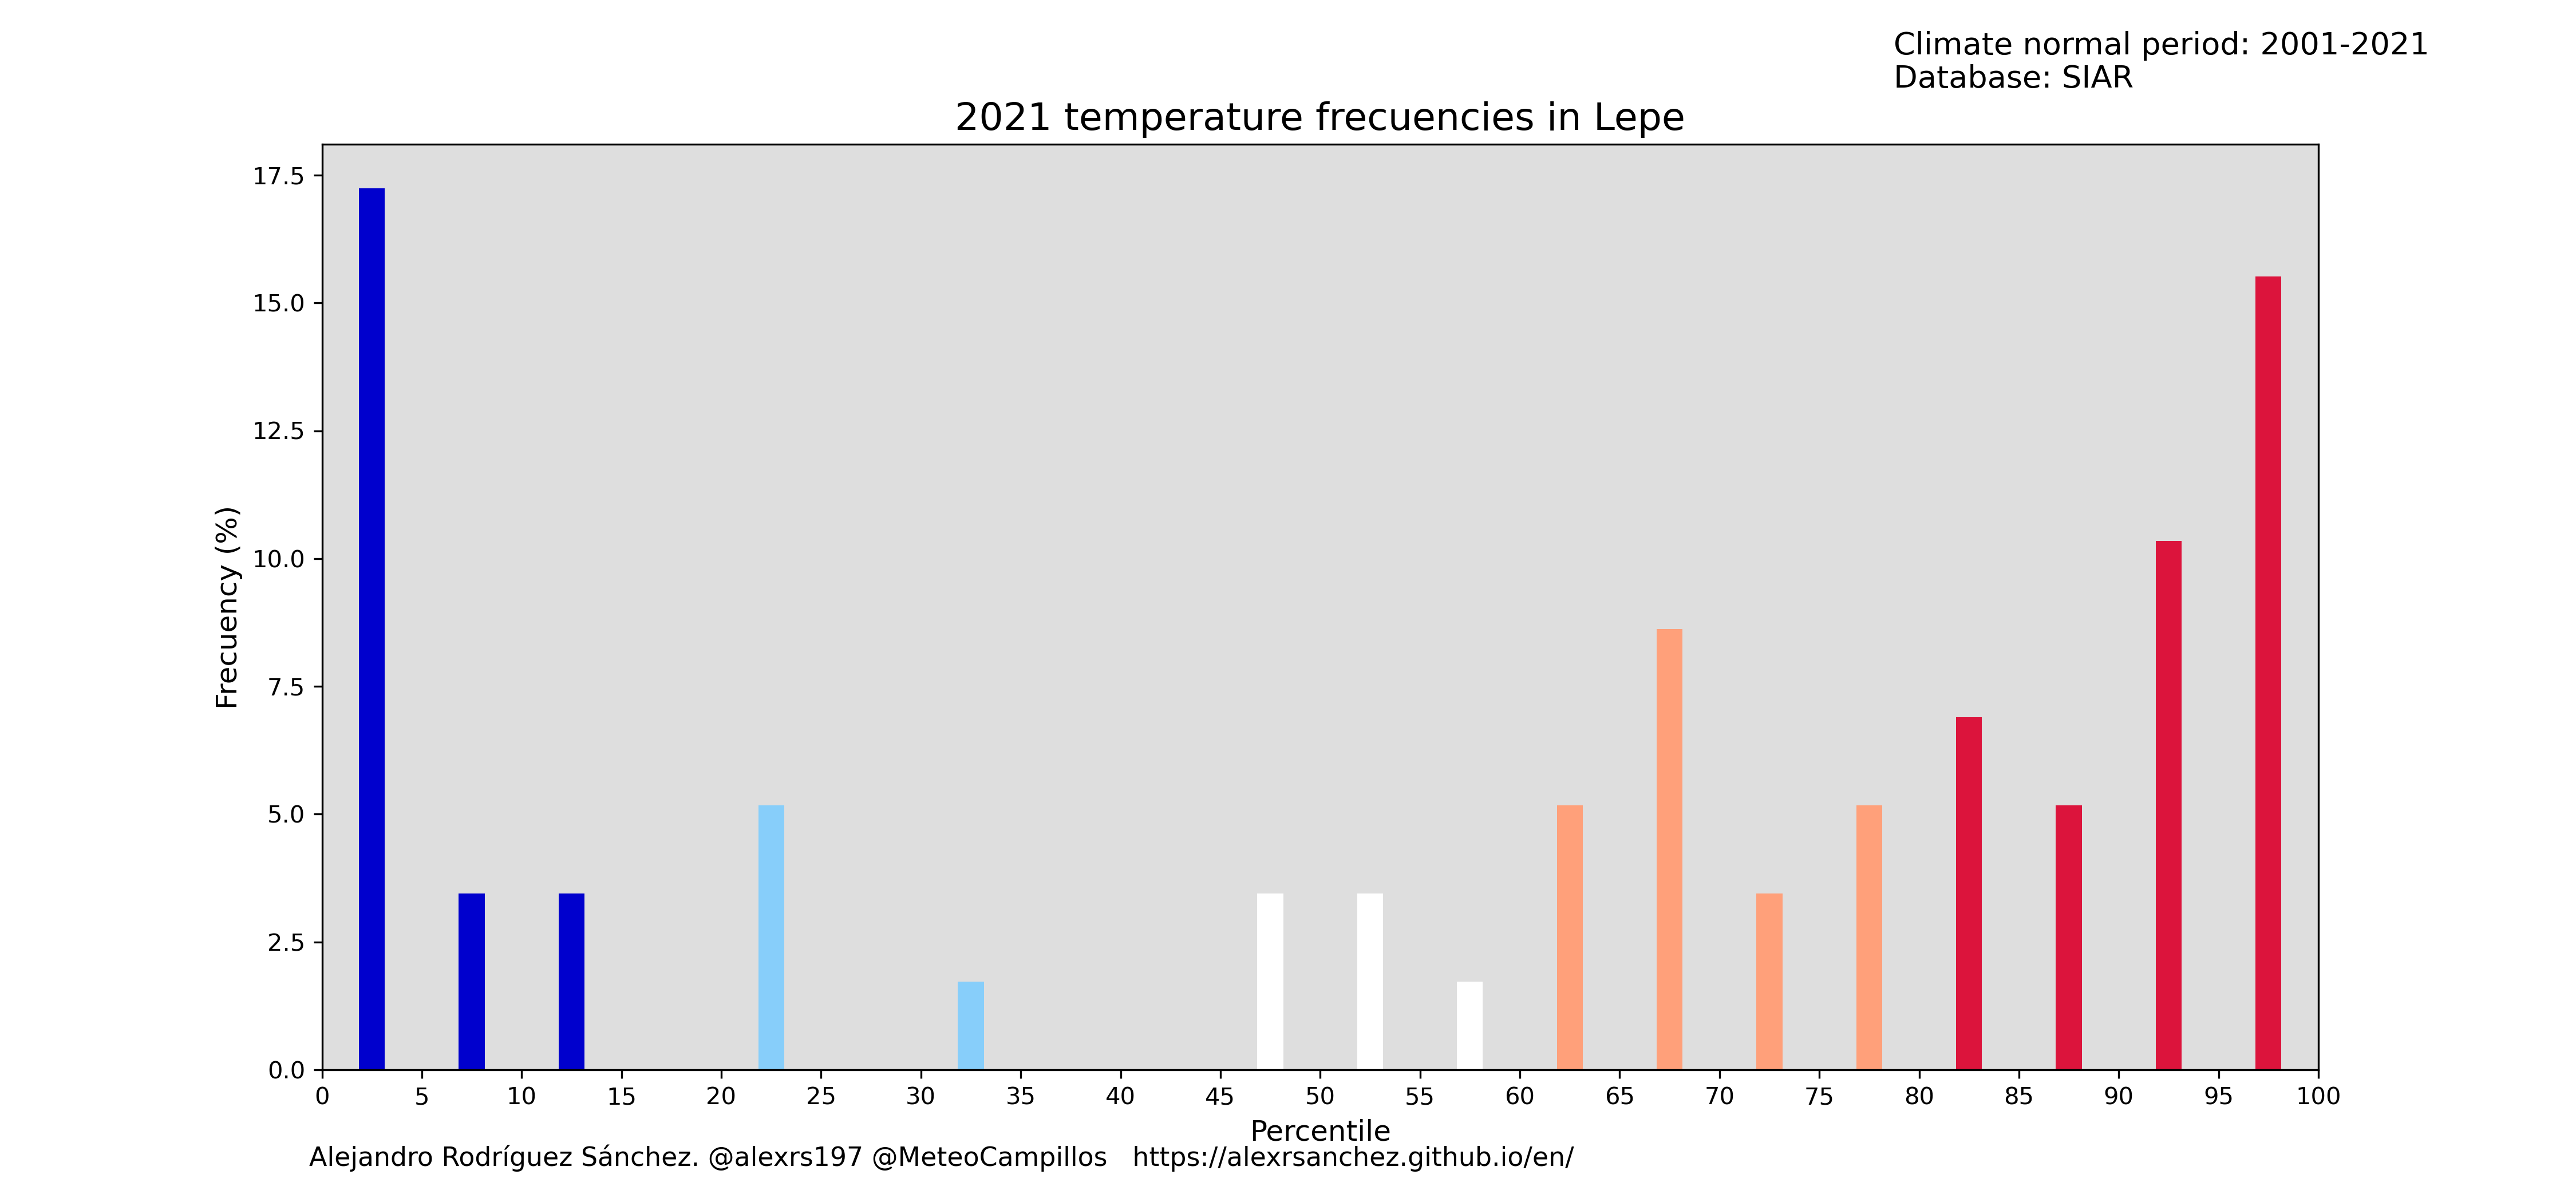 Climate normal period: 2001-2021
Database: SIAR
2021 temperature frecuencies in Lepe
Frecuency (%)
17.5
15.0
12.5
10.0
7.5
5.0
2.5
0.0
0 5 10 15 20 25 30 35 40 45 50 55 60 65 70 75 80 85 90 95 100
Percentile
Alejandro Rodríguez Sánchez. @alexrs197 @MeteoCampillos https://alexrsanchez.github.io/en/